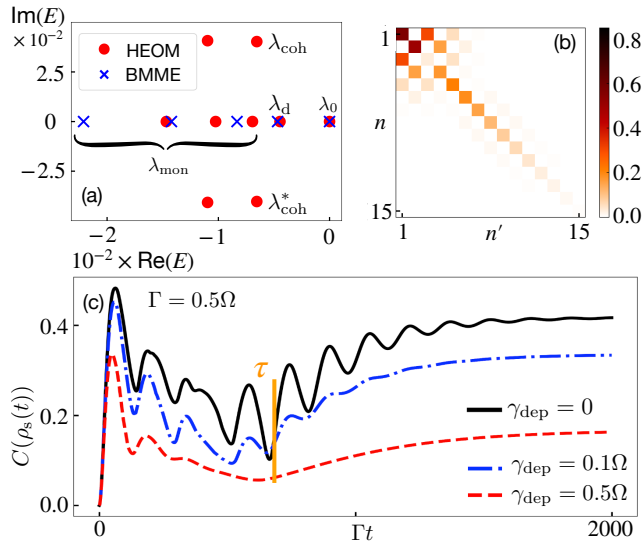 Im(E)
× 10⁻²
2.5
0
−2.5
HEOM
BMME
λ_coh
λ_d
λ_0
λ_mon
λ*_coh
(a)
−2
−1
0
10⁻² × Re(E)
(b)
1
n
15
1
n′
15
0.8
0.6
0.4
0.2
0.0
(c)
Γ = 0.5Ω
τ
γ_dep = 0
γ_dep = 0.1Ω
γ_dep = 0.5Ω
C(ρ_s(t))
0.4
0.2
0.0
0
Γt
2000